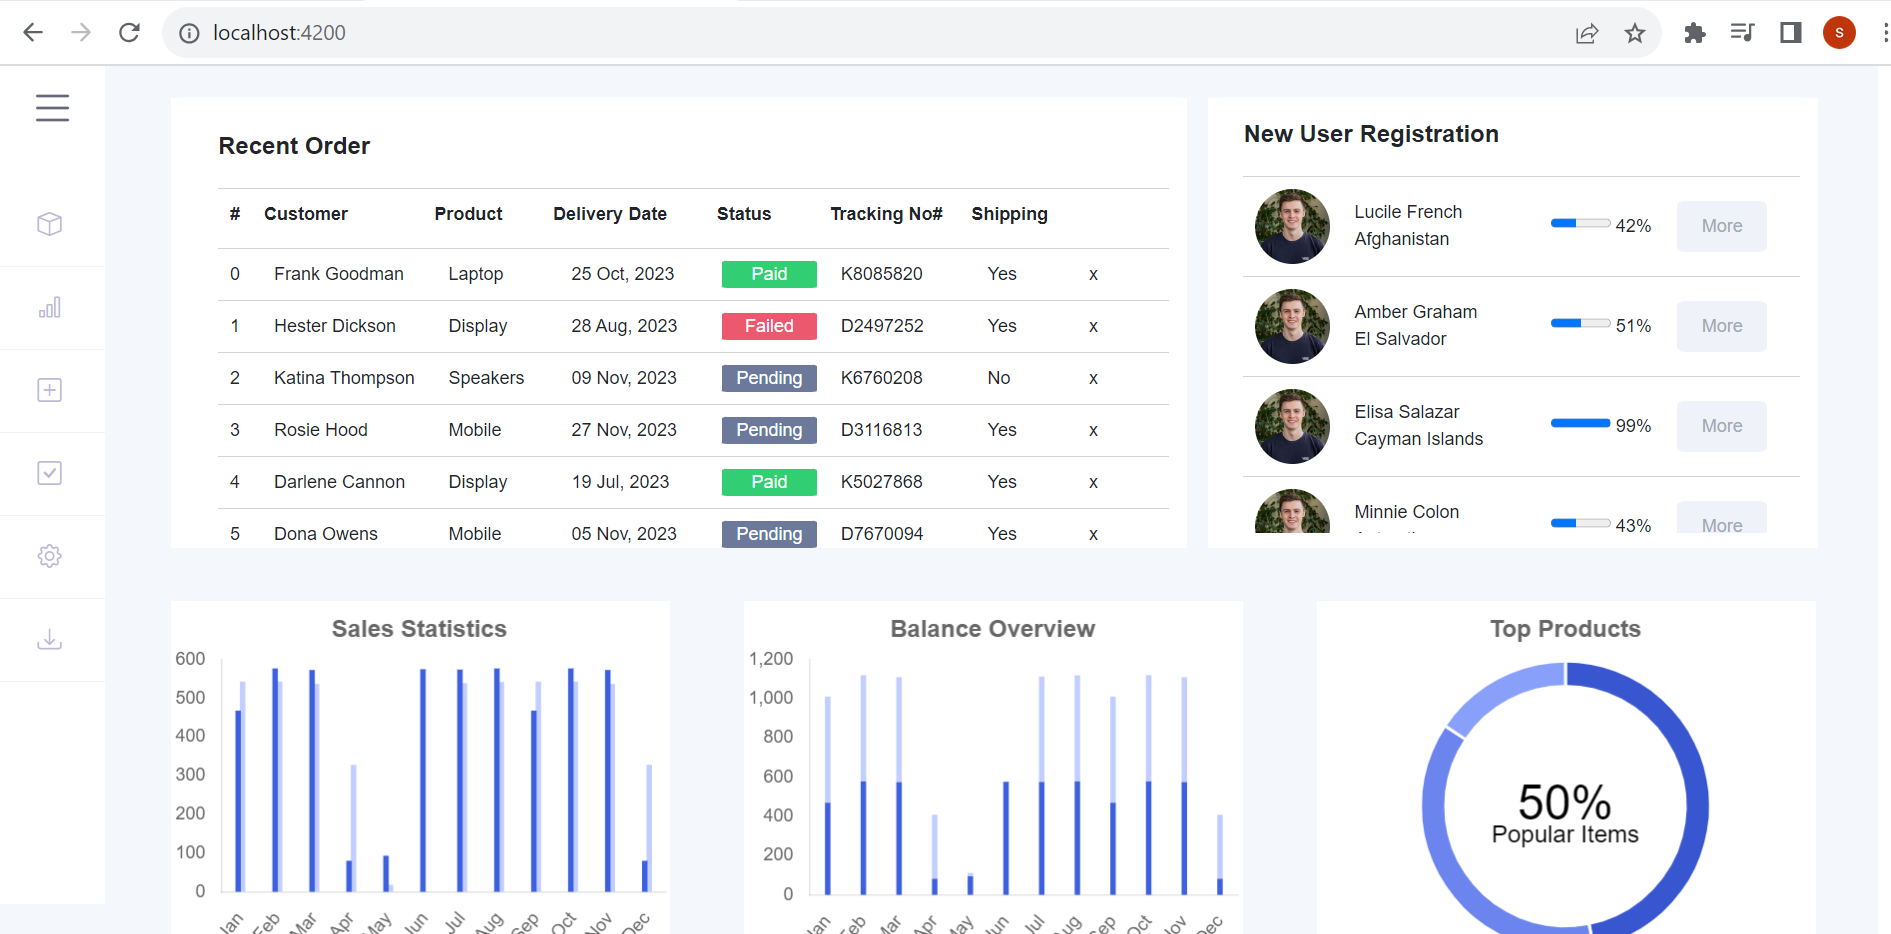 localhost:4200
S
Recent Order
# Customer Product Delivery Date Status Tracking No# Shipping
0 Frank Goodman Laptop 25 Oct, 2023 Paid K8085820 Yes x
1 Hester Dickson Display 28 Aug, 2023 Failed D2497252 Yes x
2 Katina Thompson Speakers 09 Nov, 2023 Pending K6760208 No x
3 Rosie Hood Mobile 27 Nov, 2023 Pending D3116813 Yes x
4 Darlene Cannon Display 19 Jul, 2023 Paid K5027868 Yes x
5 Dona Owens Mobile 05 Nov, 2023 Pending D7670094 Yes x
New User Registration
Lucile French
Afghanistan
42% More
Amber Graham
El Salvador
51% More
Elisa Salazar
Cayman Islands
99% More
Minnie Colon
43% More
Sales Statistics
600
500
400
300
200
100
0
Jan Feb Mar Apr May Jun Jul Aug Sep Oct Nov Dec
Balance Overview
1,200
1,000
800
600
400
200
0
Jan Feb Mar Apr May Jun Jul Aug Sep Oct Nov Dec
Top Products
50%
Popular Items